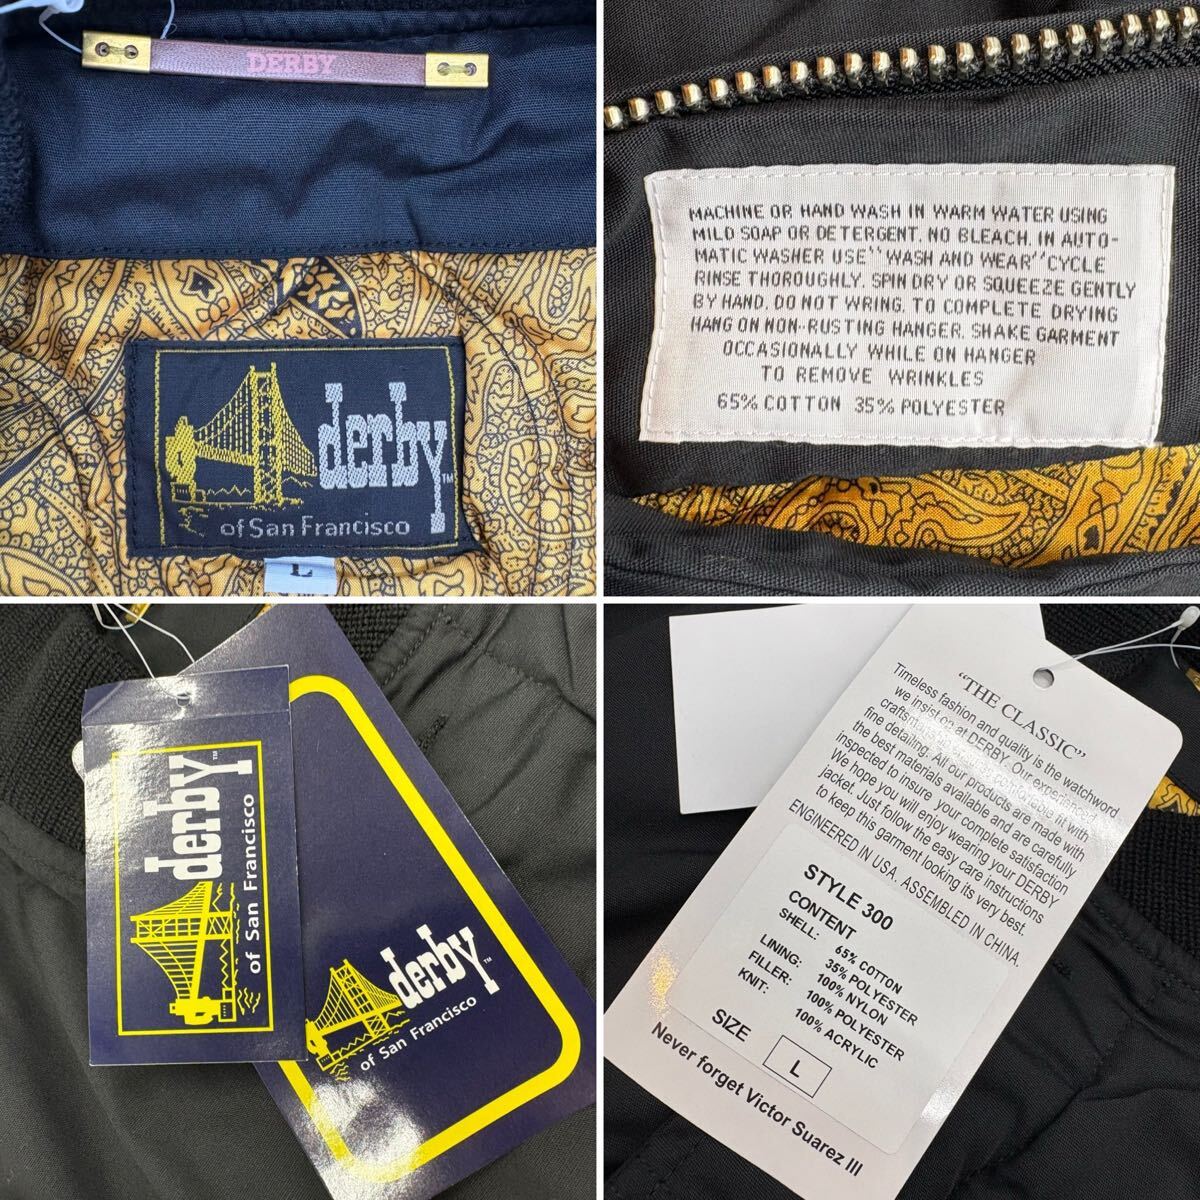 DERBY
derby™
of San Francisco
L
MACHINE OR HAND WASH IN WARM WATER USING
MILD SOAP OR DETERGENT. NO BLEACH. IN AUTO-
MATIC WASHER USE "WASH AND WEAR" CYCLE
RINSE THOROUGHLY. SPIN DRY OR SQUEEZE GENTLY
BY HAND. DO NOT WRING. TO COMPLETE DRYING
HANG ON NON-RUSTING HANGER. SHAKE GARMENT
OCCASIONALLY WHILE ON HANGER
TO REMOVE WRINKLES
65% COTTON 35% POLYESTER
derby™
of San Francisco
derby™
of San Francisco
"THE CLASSIC"
Timeless fashion and quality is the watchword
we insist on at DERBY. Our experienced
craftsmen
comfortable fit with
fine detailing. All our products are made with
the best materials available and are carefully
inspected to insure your complete satisfaction
We hope you will enjoy wearing your DERBY
jacket. Just follow the easy care instructions
to keep this garment looking its very best.
ENGINEERED IN USA. ASSEMBLED IN CHINA.
STYLE 300
CONTENT
SHELL: 65% COTTON
35% POLYESTER
LINING: 100% NYLON
FILLER: 100% POLYESTER
KNIT: 100% ACRYLIC
SIZE L
Never forget Victor Suarez III